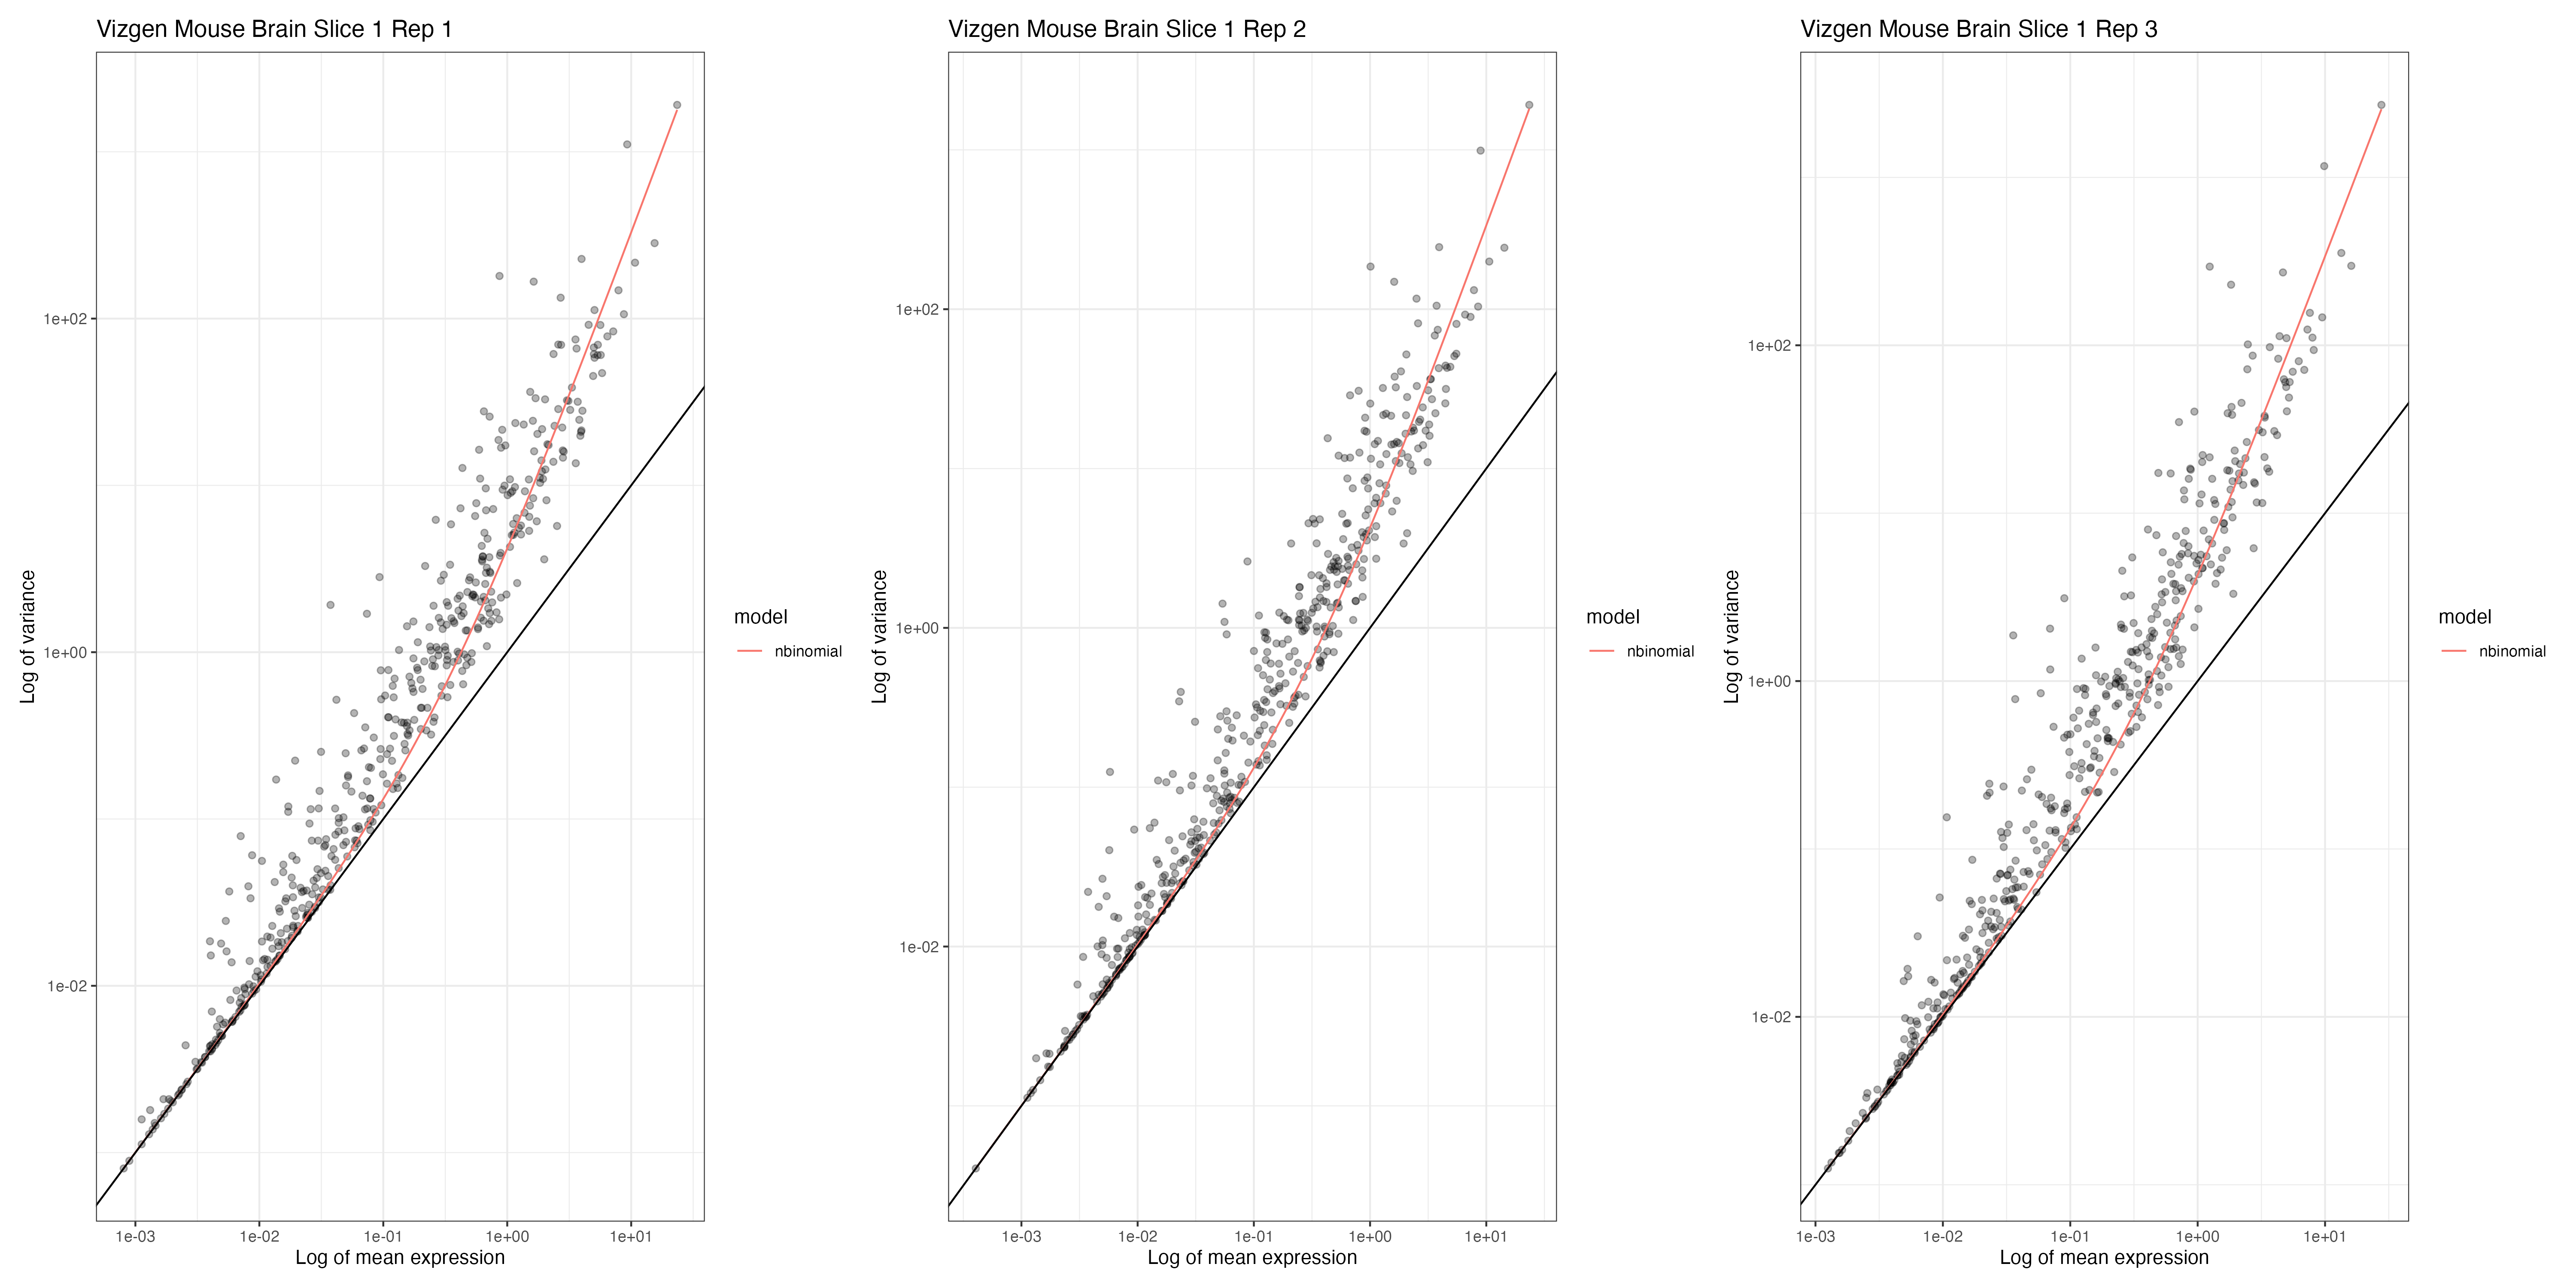 Vizgen Mouse Brain Slice 1 Rep 1
Log of variance
1e+02
1e+00
1e-02
1e-03 1e-02 1e-01 1e+00 1e+01
Log of mean expression
model
nbinomial
Vizgen Mouse Brain Slice 1 Rep 2
Log of variance
1e+02
1e+00
1e-02
1e-03 1e-02 1e-01 1e+00 1e+01
Log of mean expression
model
nbinomial
Vizgen Mouse Brain Slice 1 Rep 3
Log of variance
1e+02
1e+00
1e-02
1e-03 1e-02 1e-01 1e+00 1e+01
Log of mean expression
model
nbinomial